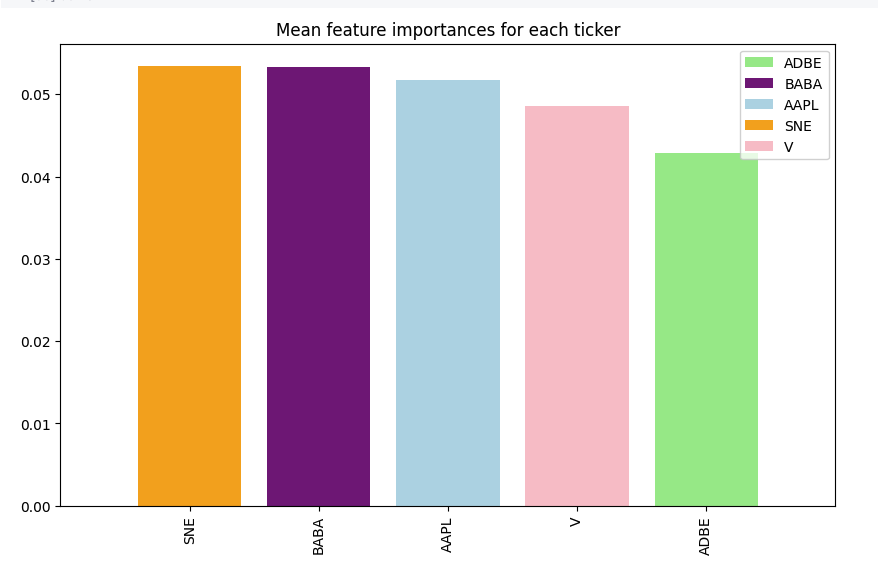 Mean feature importances for each ticker
ADBE
BABA
AAPL
SNE
V
0.05
0.04
0.03
0.02
0.01
0.00
SNE
BABA
AAPL
V
ADBE